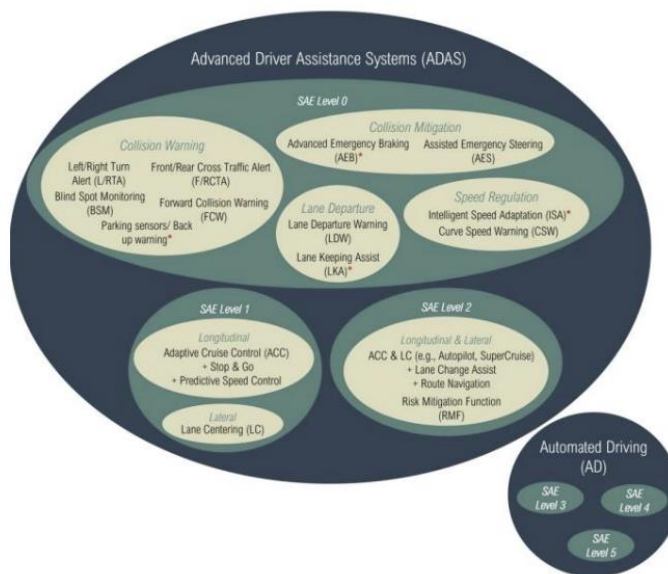 Advanced Driver Assistance Systems (ADAS)
SAE Level 0
Collision Warning
Left/Right Turn
Alert (L/RTA)
Front/Rear Cross Traffic Alert
(F/RCTA)
Blind Spot Monitoring
(BSM)
Forward Collision Warning
(FCW)
Parking sensors/ Back
up warning*
Collision Mitigation
Advanced Emergency Braking
(AEB)*
Assisted Emergency Steering
(AES)
Lane Departure
Lane Departure Warning
(LDW)
Lane Keeping Assist
(LKA)*
Speed Regulation
Intelligent Speed Adaptation (ISA)*
Curve Speed Warning (CSW)
SAE Level 1
Longitudinal
Adaptive Cruise Control (ACC)
+ Stop & Go
+ Predictive Speed Control
Lateral
Lane Centering (LC)
SAE Level 2
Longitudinal & Lateral
ACC & LC (e.g., Autopilot, SuperCruise)
+ Lane Change Assist
+ Route Navigation
Risk Mitigation Function
(RMF)
Automated Driving
(AD)
SAE
Level 3
SAE
Level 4
SAE
Level 5